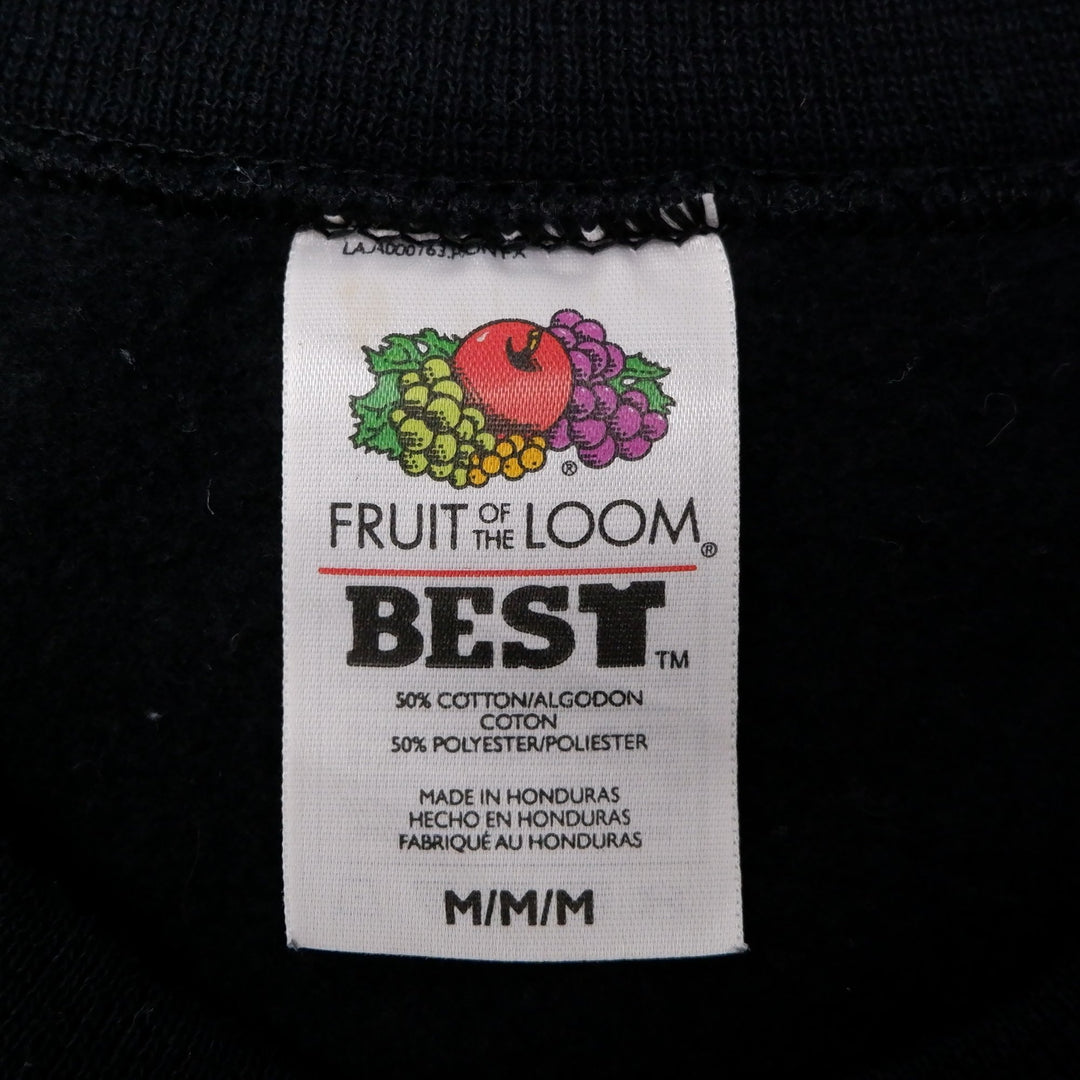 ®
FRUIT OF THE LOOM®
BEST™
50% COTTON/ALGODON
COTON
50% POLYESTER/POLIESTER
MADE IN HONDURAS
HECHO EN HONDURAS
FABRIQUÉ AU HONDURAS
M/M/M